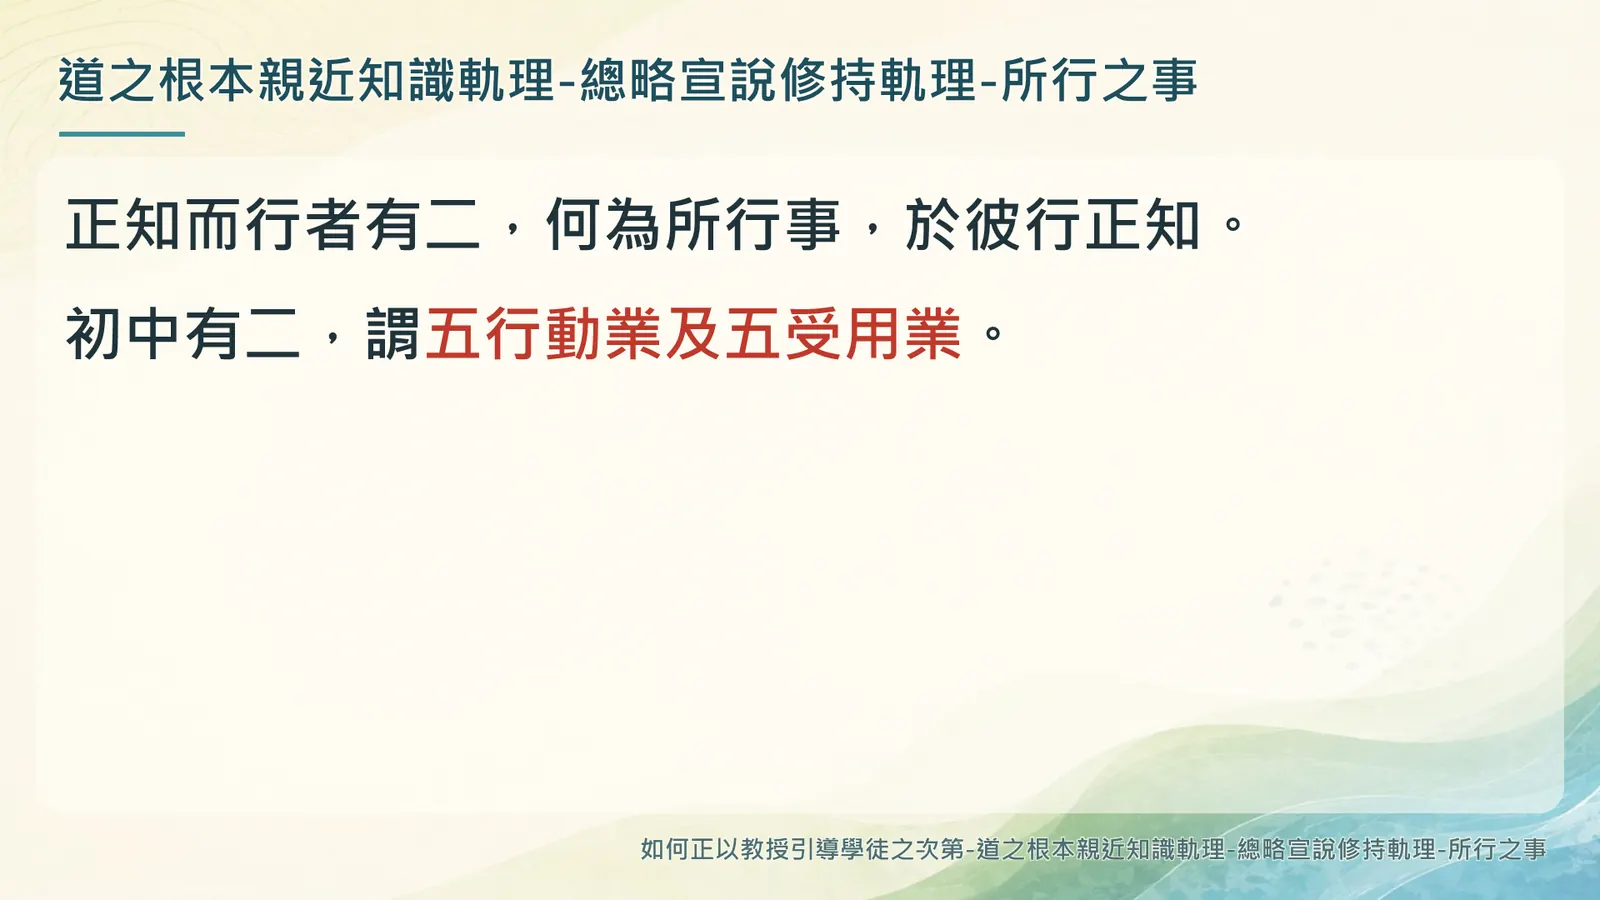 道之根本親近知識軌理-總略宣說修持軌理-所行之事
正知而行者有二，何為所行事，於彼行正知。
初中有二，謂五行動業及五受用業。
如何正以教授引導學徒之次第-道之根本親近知識軌理-總略宣說修持軌理-所行之事